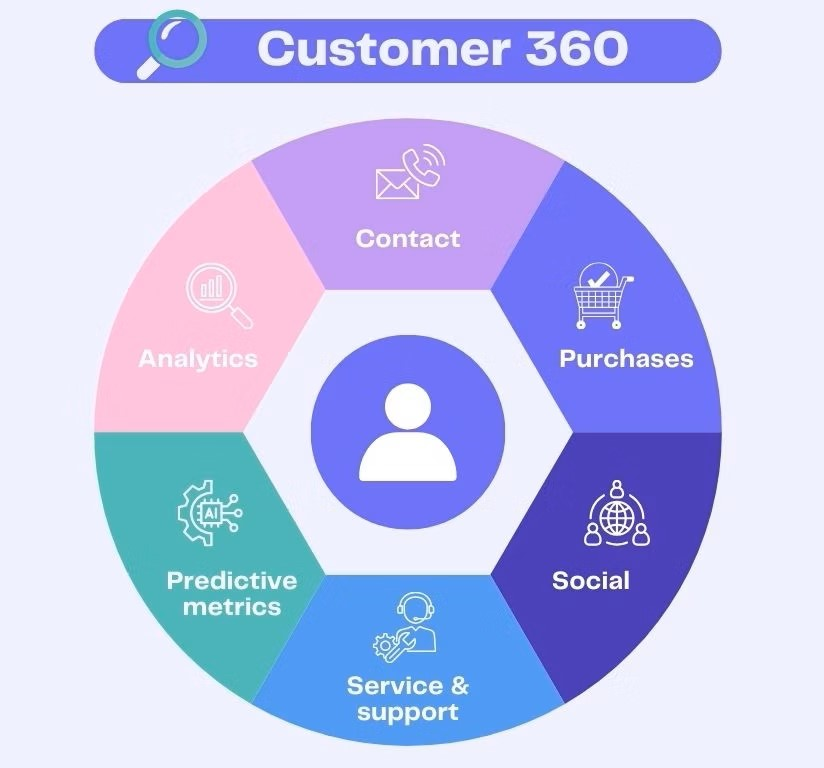 Customer 360
Contact
Analytics
Purchases
AI
Predictive
metrics
Social
Service &
support